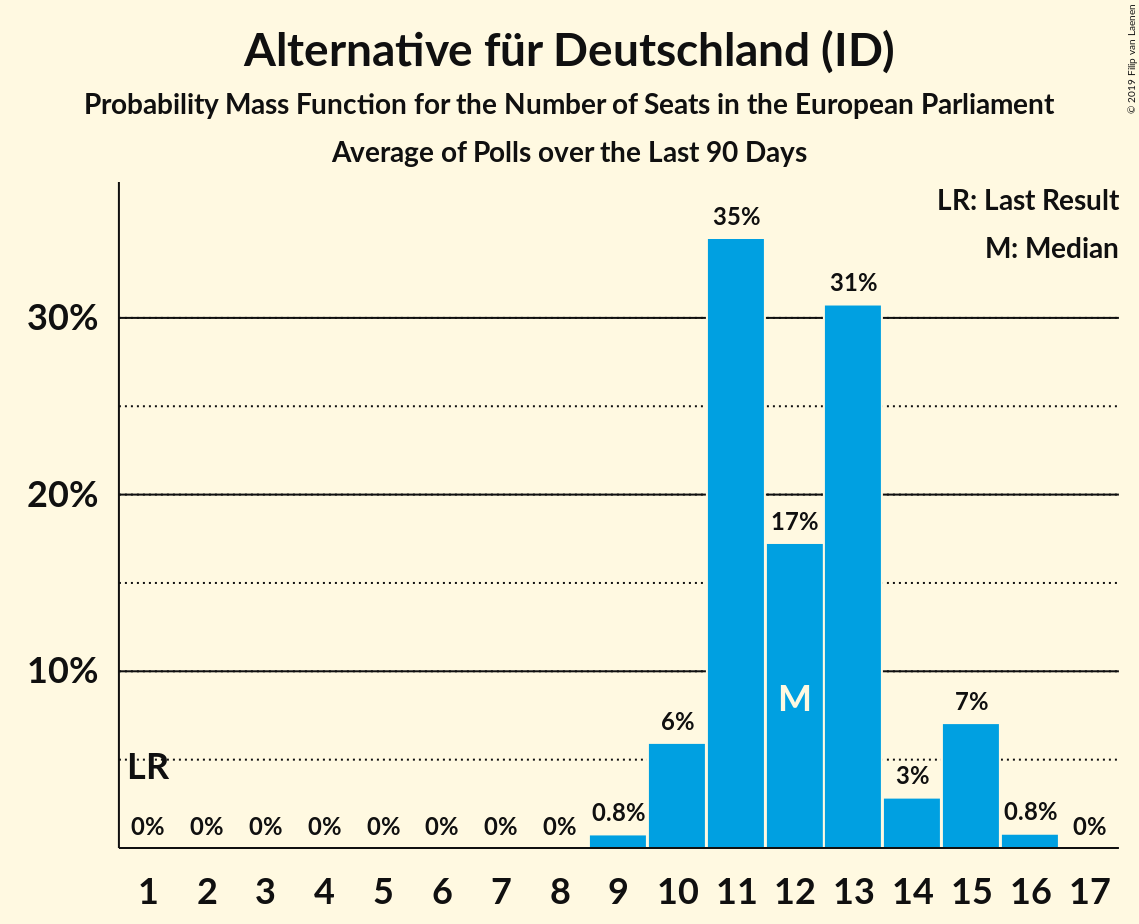 Alternative für Deutschland (ID)
Probability Mass Function for the Number of Seats in the European Parliament
Average of Polls over the Last 90 Days
© 2019 Filip van Laenen
LR: Last Result
M: Median
35%
31%
30%
20%
17%
10%
M
7%
6%
LR
3%
0% 0% 0% 0% 0% 0% 0% 0% 0.8% 0.8% 0%
1 2 3 4 5 6 7 8 9 10 11 12 13 14 15 16 17